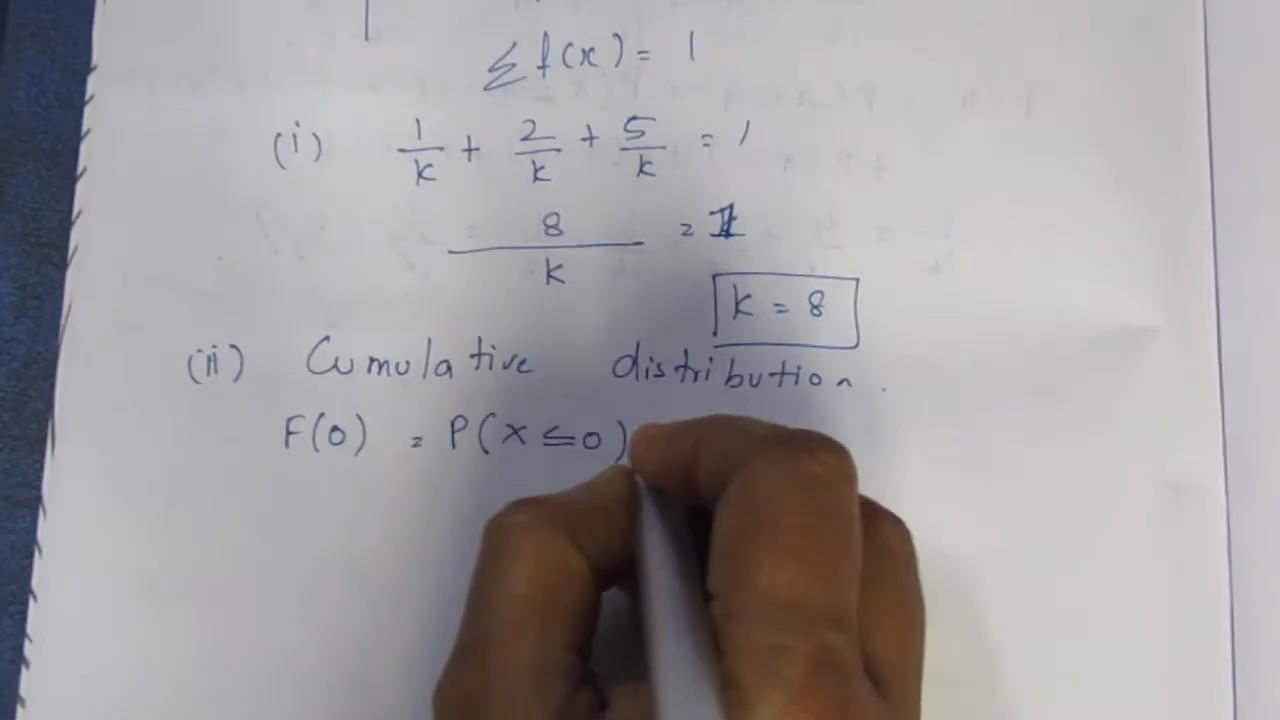 ∑ f(x) = 1
(i) 1/k + 2/k + 5/k = 1
8/k = 1
k = 8
(ii) Cumulative distribution.
F(0) = P(X ≤ 0)